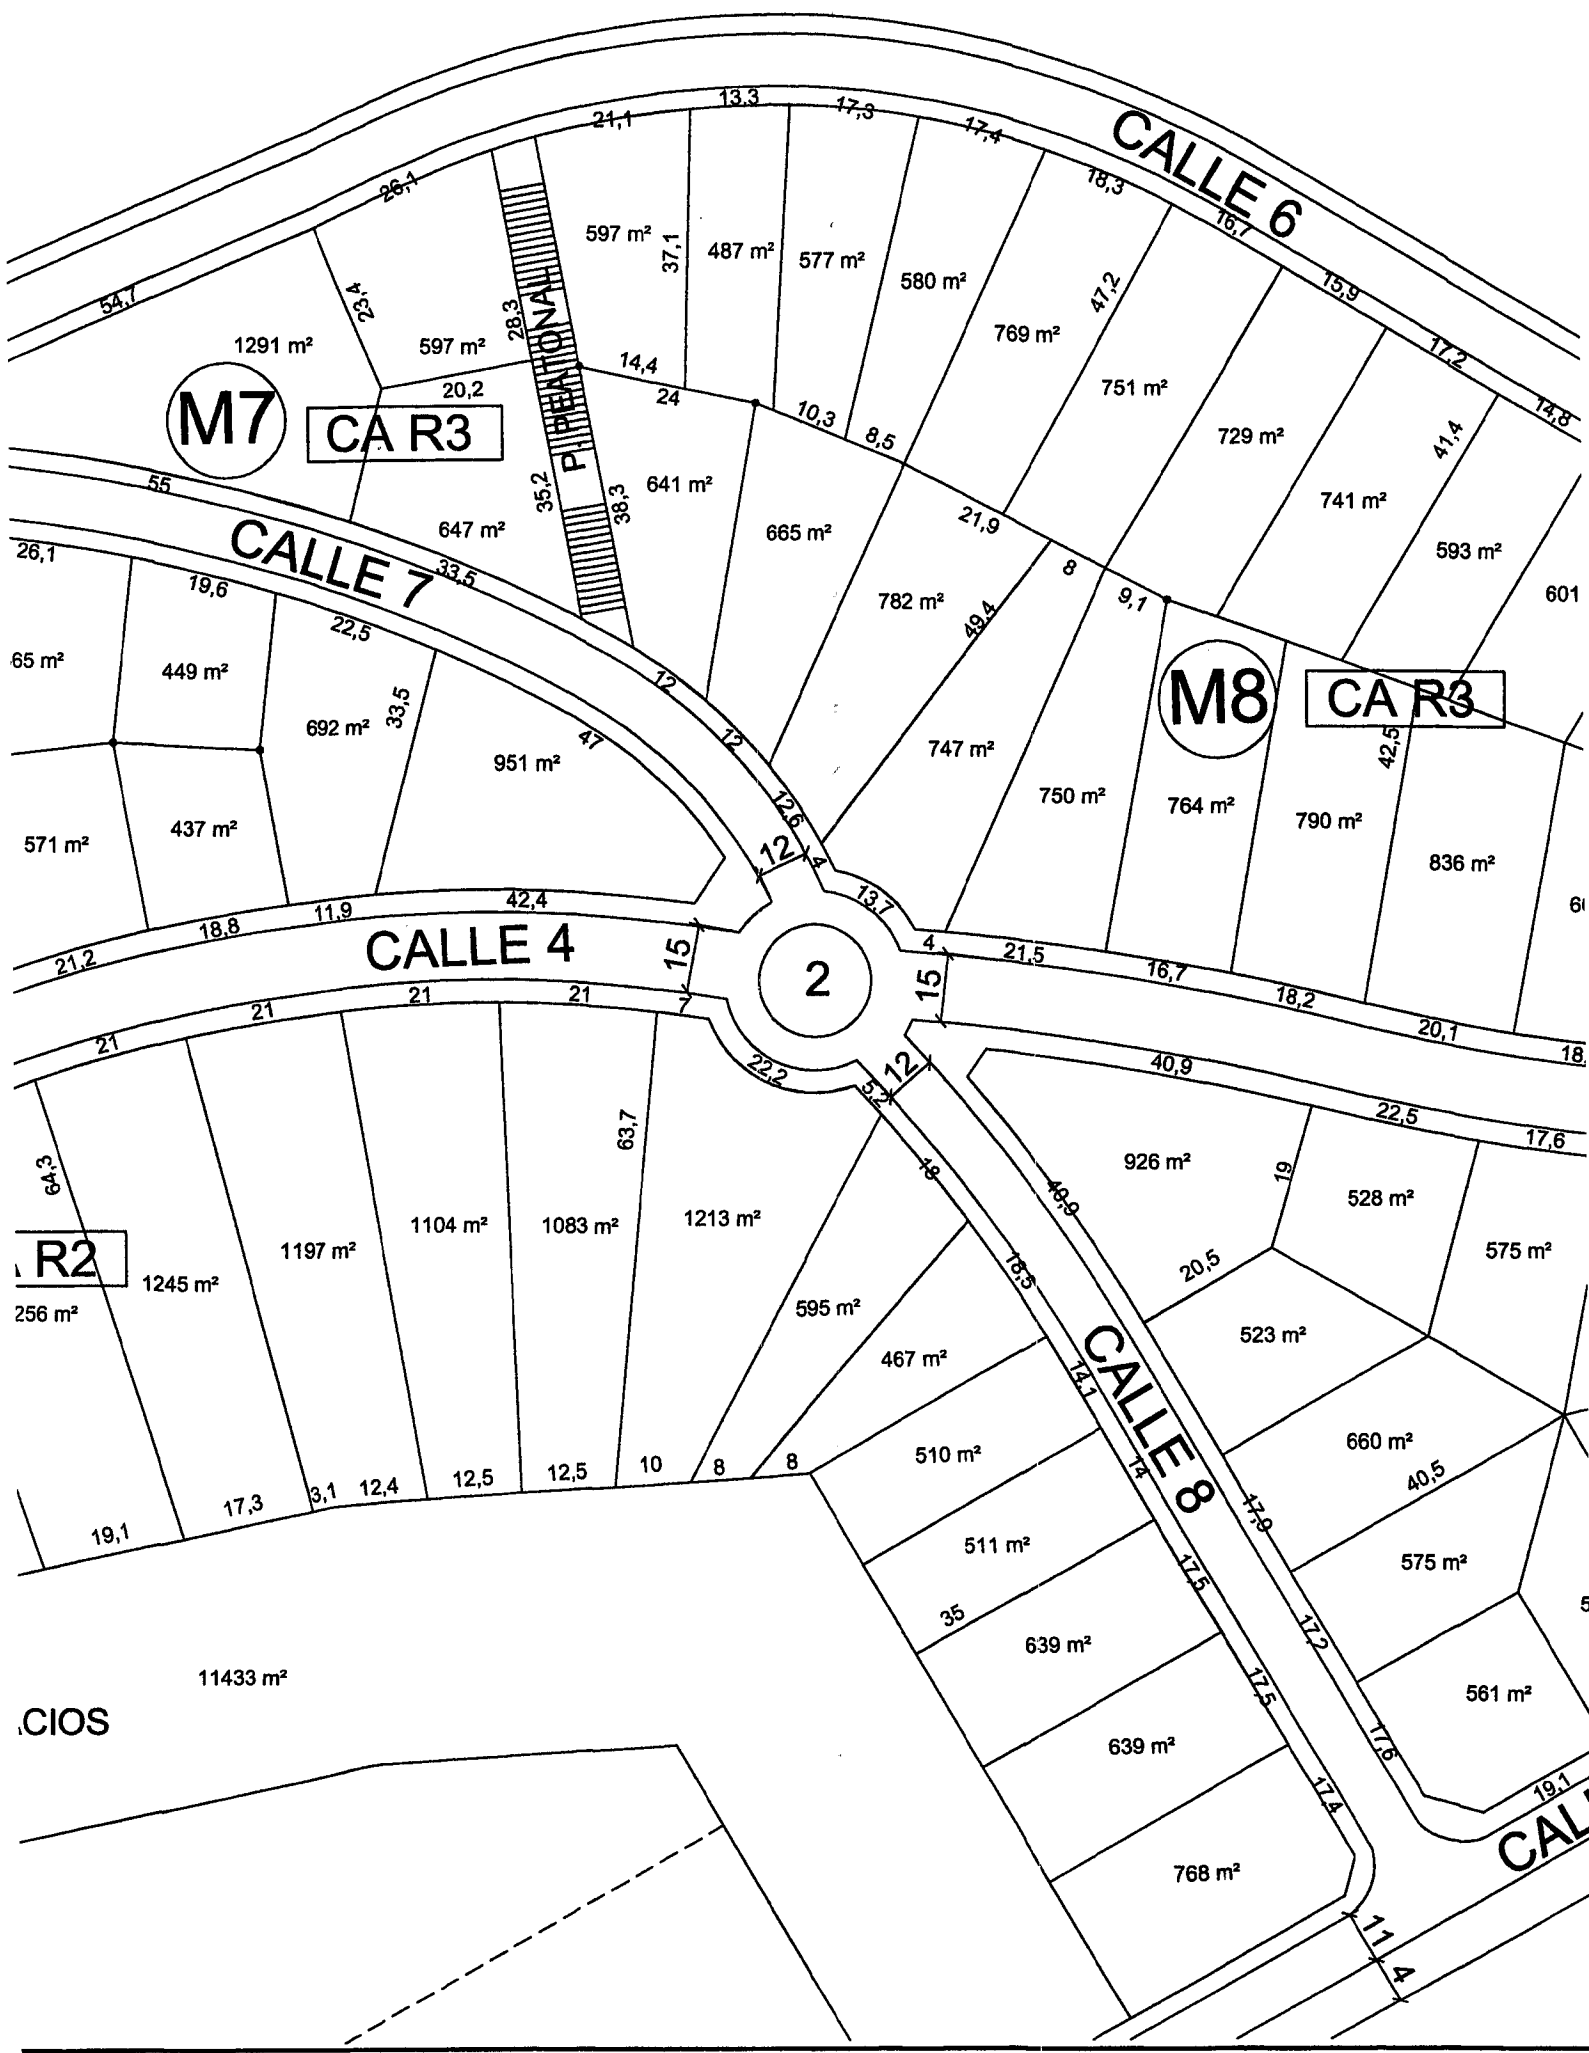 13,3
17,3
21,1
17,4
CALLE 6
26,1
18,3
16,7
597 m²
37,1
487 m²
577 m²
580 m²
54,7
23,4
28,3
P. PEATONAL
47,2
15,9
1291 m²
597 m²
769 m²
17,2
14,4
20,2
24
751 m²
14,8
M7
CA R3
10,3
8,5
729 m²
41,4
55
35,2
38,3
641 m²
741 m²
647 m²
665 m²
21,9
593 m²
CALLE 7
33,5
26,1
19,6
22,5
8
9,1
782 m²
49,4
601
65 m²
449 m²
12
M8
CA R3
692 m²
33,5
47
12
747 m²
42,5
951 m²
571 m²
437 m²
12,6
750 m²
764 m²
790 m²
836 m²
12
4
13,7
42,4
11,9
18,8
21,2
CALLE 4
15
2
4
15
21,5
16,7
18,2
20,1
18,
21
21
21
21
7
22,2
5,2
12
40,9
22,5
17,6
64,3
63,7
18
926 m²
19
528 m²
40,9
R2
1245 m²
1197 m²
1104 m²
1083 m²
1213 m²
18,5
20,5
575 m²
256 m²
595 m²
523 m²
467 m²
14,1
CALLE 8
510 m²
14
660 m²
40,5
19,1
17,3
3,1
12,4
12,5
12,5
10
8
8
17,9
511 m²
17,5
575 m²
35
17,2
5
639 m²
11433 m²
17,5
561 m²
CIOS
639 m²
17,6
17,4
19,1
CAL
768 m²
11
4